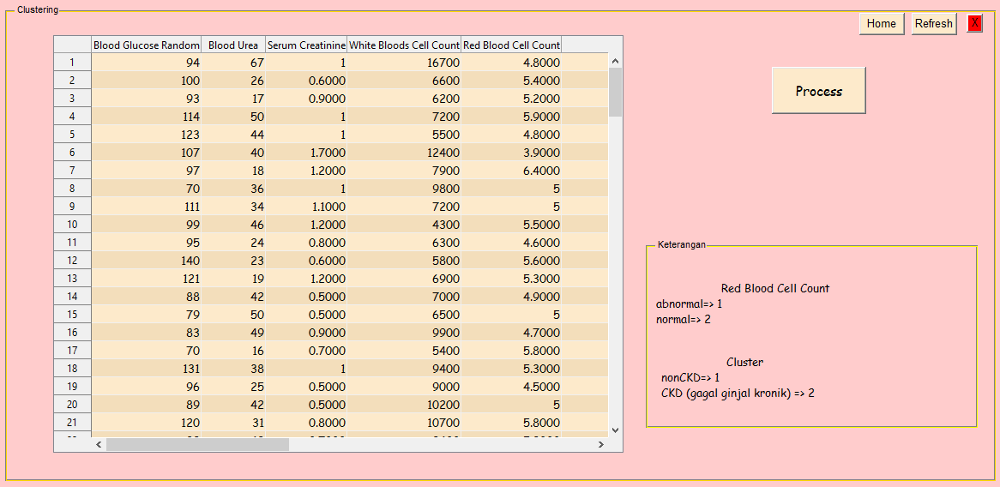 Clustering
Home Refresh X
Blood Glucose Random Blood Urea Serum Creatinine White Bloods Cell Count Red Blood Cell Count
1 94 67 1 16700 4.8000
2 100 26 0.6000 6600 5.4000
3 93 17 0.9000 6200 5.2000
4 114 50 1 7200 5.9000
5 123 44 1 5500 4.8000
6 107 40 1.7000 12400 3.9000
7 97 18 1.2000 7900 6.4000
8 70 36 1 9800 5
9 111 34 1.1000 7200 5
10 99 46 1.2000 4300 5.5000
11 95 24 0.8000 6300 4.6000
12 140 23 0.6000 5800 5.6000
13 121 19 1.2000 6900 5.3000
14 88 42 0.5000 7000 4.9000
15 79 50 0.5000 6500 5
16 83 49 0.9000 9900 4.7000
17 70 16 0.7000 5400 5.8000
18 131 38 1 9400 5.3000
19 96 25 0.5000 9000 4.5000
20 89 42 0.5000 10200 5
21 120 31 0.8000 10700 5.8000
Process
Keterangan
Red Blood Cell Count
abnormal=> 1
normal=> 2
Cluster
nonCKD=> 1
CKD (gagal ginjal kronik) => 2